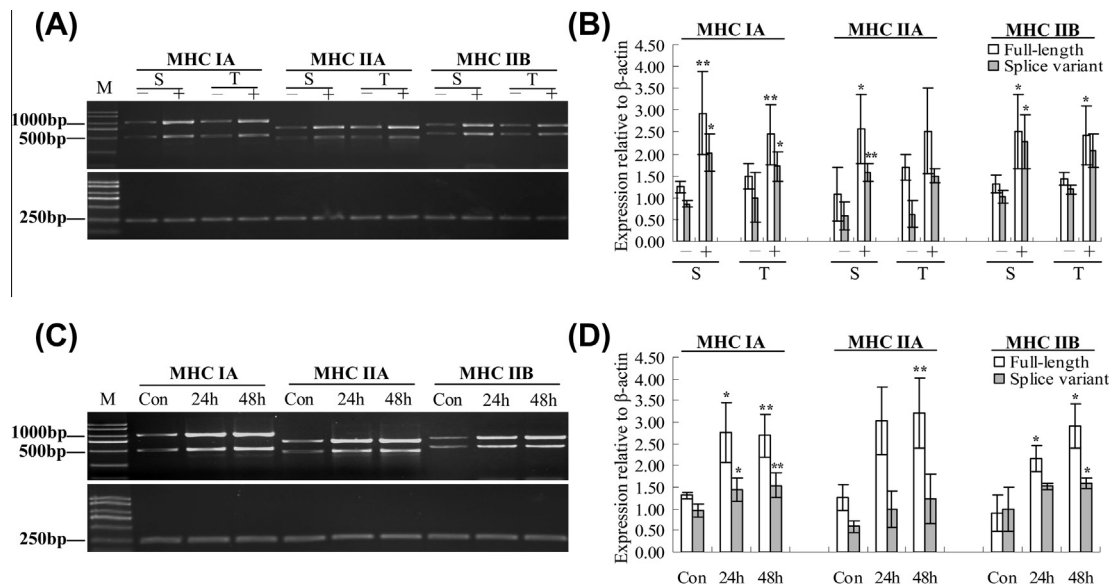 (A)
MHC IA MHC IIA MHC IIB
M S T S T S T
− + − + − + − + − + − +
1000bp
500bp
250bp
(B)
MHC IA MHC IIA MHC IIB
Expression relative to β-actin
4.50
4.00
3.50
3.00
2.50
2.00
1.50
1.00
0.50
0.00
Full-length
Splice variant
** * ** * * ** * * *
− + − + − + − + − + − +
S T S T S T
(C)
MHC IA MHC IIA MHC IIB
M Con 24h 48h Con 24h 48h Con 24h 48h
1000bp
500bp
250bp
(D)
MHC IA MHC IIA MHC IIB
Expression relative to β-actin
4.50
4.00
3.50
3.00
2.50
2.00
1.50
1.00
0.50
0.00
Full-length
Splice variant
* * ** ** ** * * *
Con 24h 48h Con 24h 48h Con 24h 48h